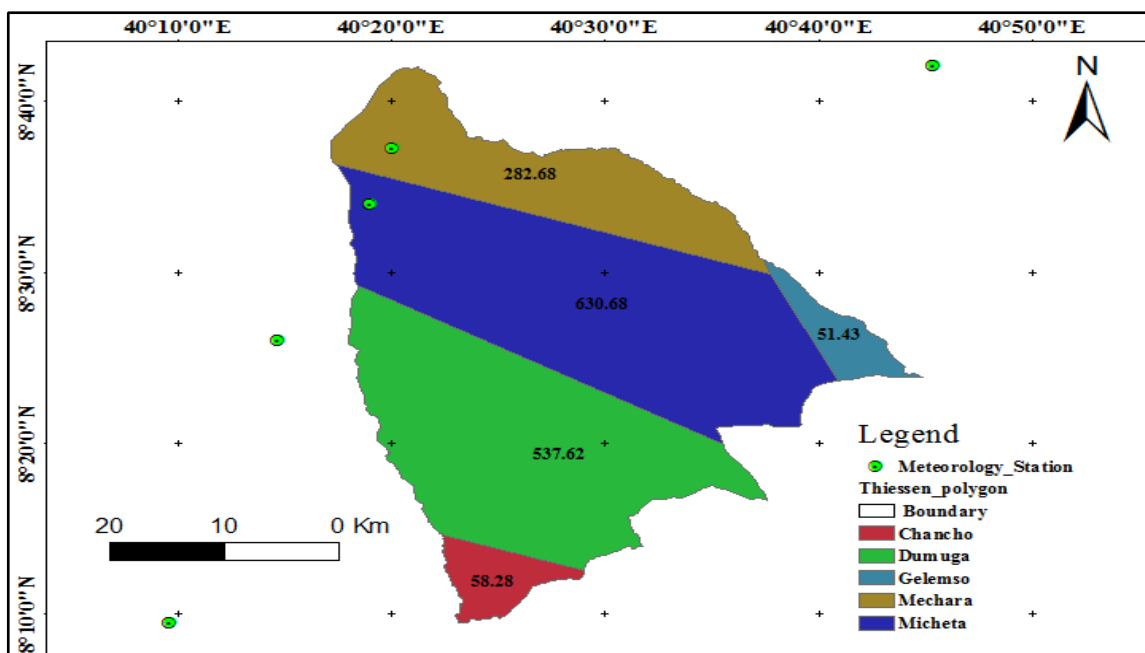 40°10'0"E 40°20'0"E 40°30'0"E 40°40'0"E 40°50'0"E
N
8°40'0"N
8°30'0"N
8°20'0"N
8°10'0"N
282.68
630.68
51.43
537.62
58.28
20 10 0 Km
Legend
Meteorology_Station
Thiessen_polygon
Boundary
Chancho
Dumuga
Gelemso
Mechara
Micheta